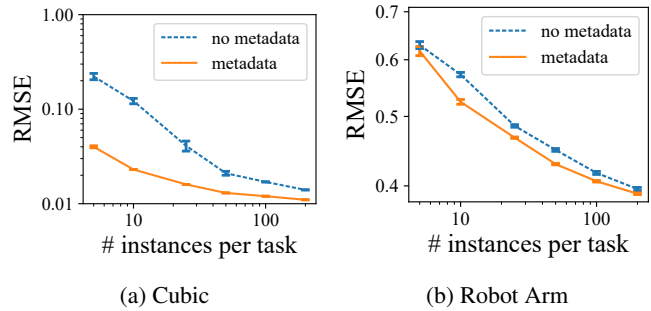 1.00
0.10
0.01
RMSE
no metadata
metadata
10
100
# instances per task
(a) Cubic
0.7
0.6
0.5
0.4
RMSE
no metadata
metadata
10
100
# instances per task
(b) Robot Arm